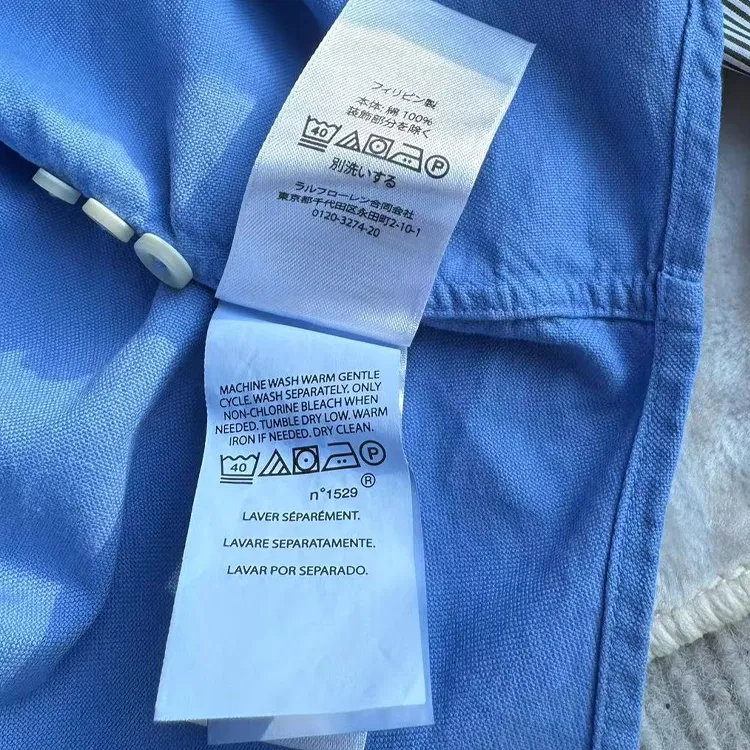 フィリピン製
本体: 綿 100%
装飾部分を除く
40 P
別洗いする
ラルフローレン合同会社
東京都千代田区永田町2-10-1
0120-3274-20
MACHINE WASH WARM GENTLE
CYCLE. WASH SEPARATELY. ONLY
NON-CHLORINE BLEACH WHEN
NEEDED. TUMBLE DRY LOW. WARM
IRON IF NEEDED. DRY CLEAN.
40 P
n°1529 ®
LAVER SÉPARÉMENT.
LAVARE SEPARATAMENTE.
LAVAR POR SEPARADO.